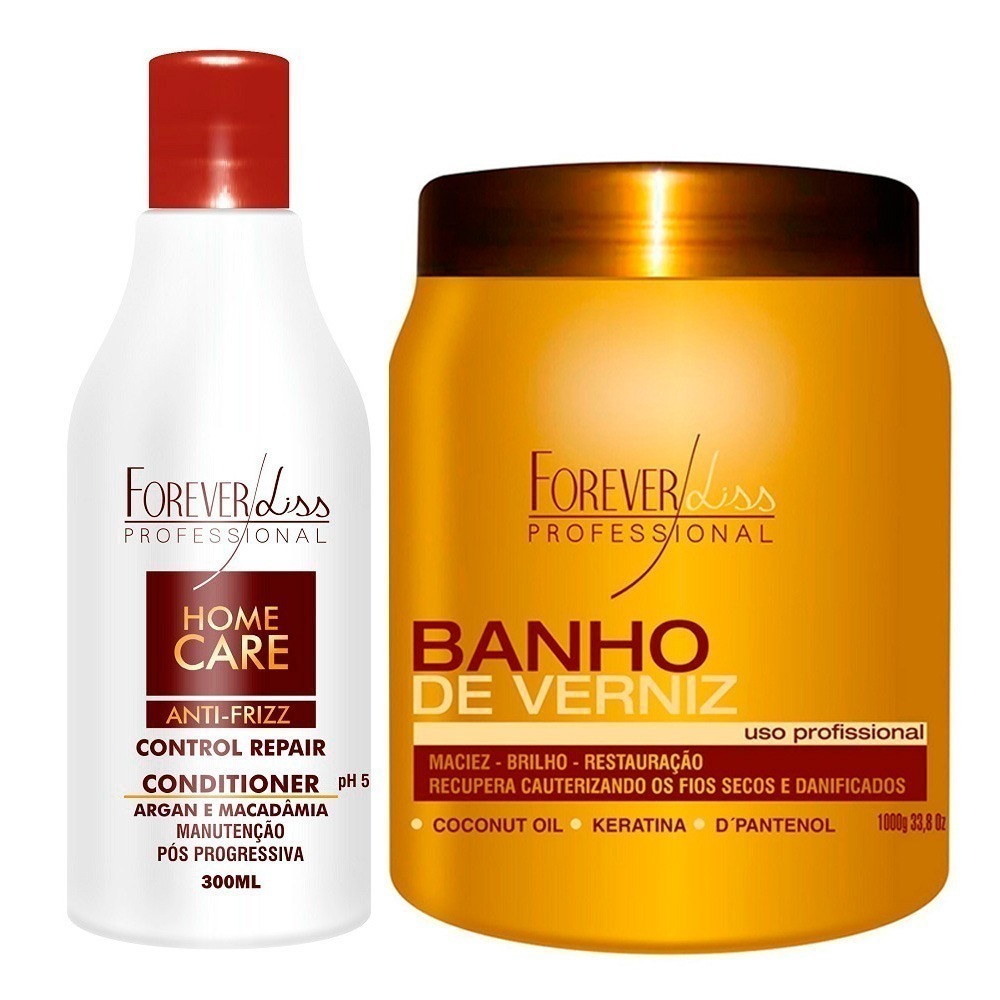 FOREVER Liss
PROFESSIONAL
HOME
CARE
ANTI-FRIZZ
CONTROL REPAIR
CONDITIONER pH 5
ARGAN E MACADÂMIA
MANUTENÇÃO
PÓS PROGRESSIVA
300ML
FOREVER Liss
PROFESSIONAL
BANHO
DE VERNIZ
uso profissional
MACIEZ - BRILHO - RESTAURAÇÃO
RECUPERA CAUTERIZANDO OS FIOS SECOS E DANIFICADOS
COCONUT OIL • KERATINA • D´PANTENOL 1000g 33,8 Oz